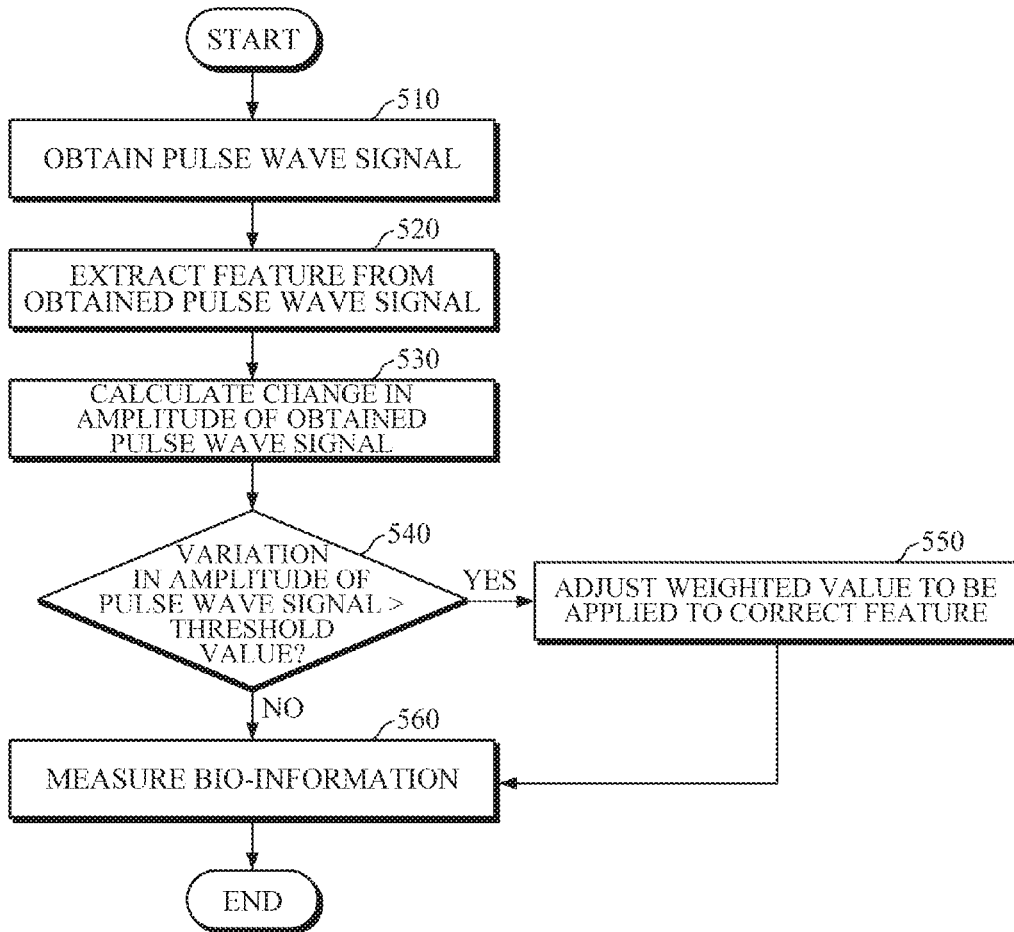 START
510
OBTAIN PULSE WAVE SIGNAL
520
EXTRACT FEATURE FROM
OBTAINED PULSE WAVE SIGNAL
530
CALCULATE CHANGE IN
AMPLITUDE OF OBTAINED
PULSE WAVE SIGNAL
540
VARIATION
IN AMPLITUDE OF
PULSE WAVE SIGNAL >
THRESHOLD
VALUE?
YES
550
ADJUST WEIGHTED VALUE TO BE
APPLIED TO CORRECT FEATURE
NO
560
MEASURE BIO-INFORMATION
END